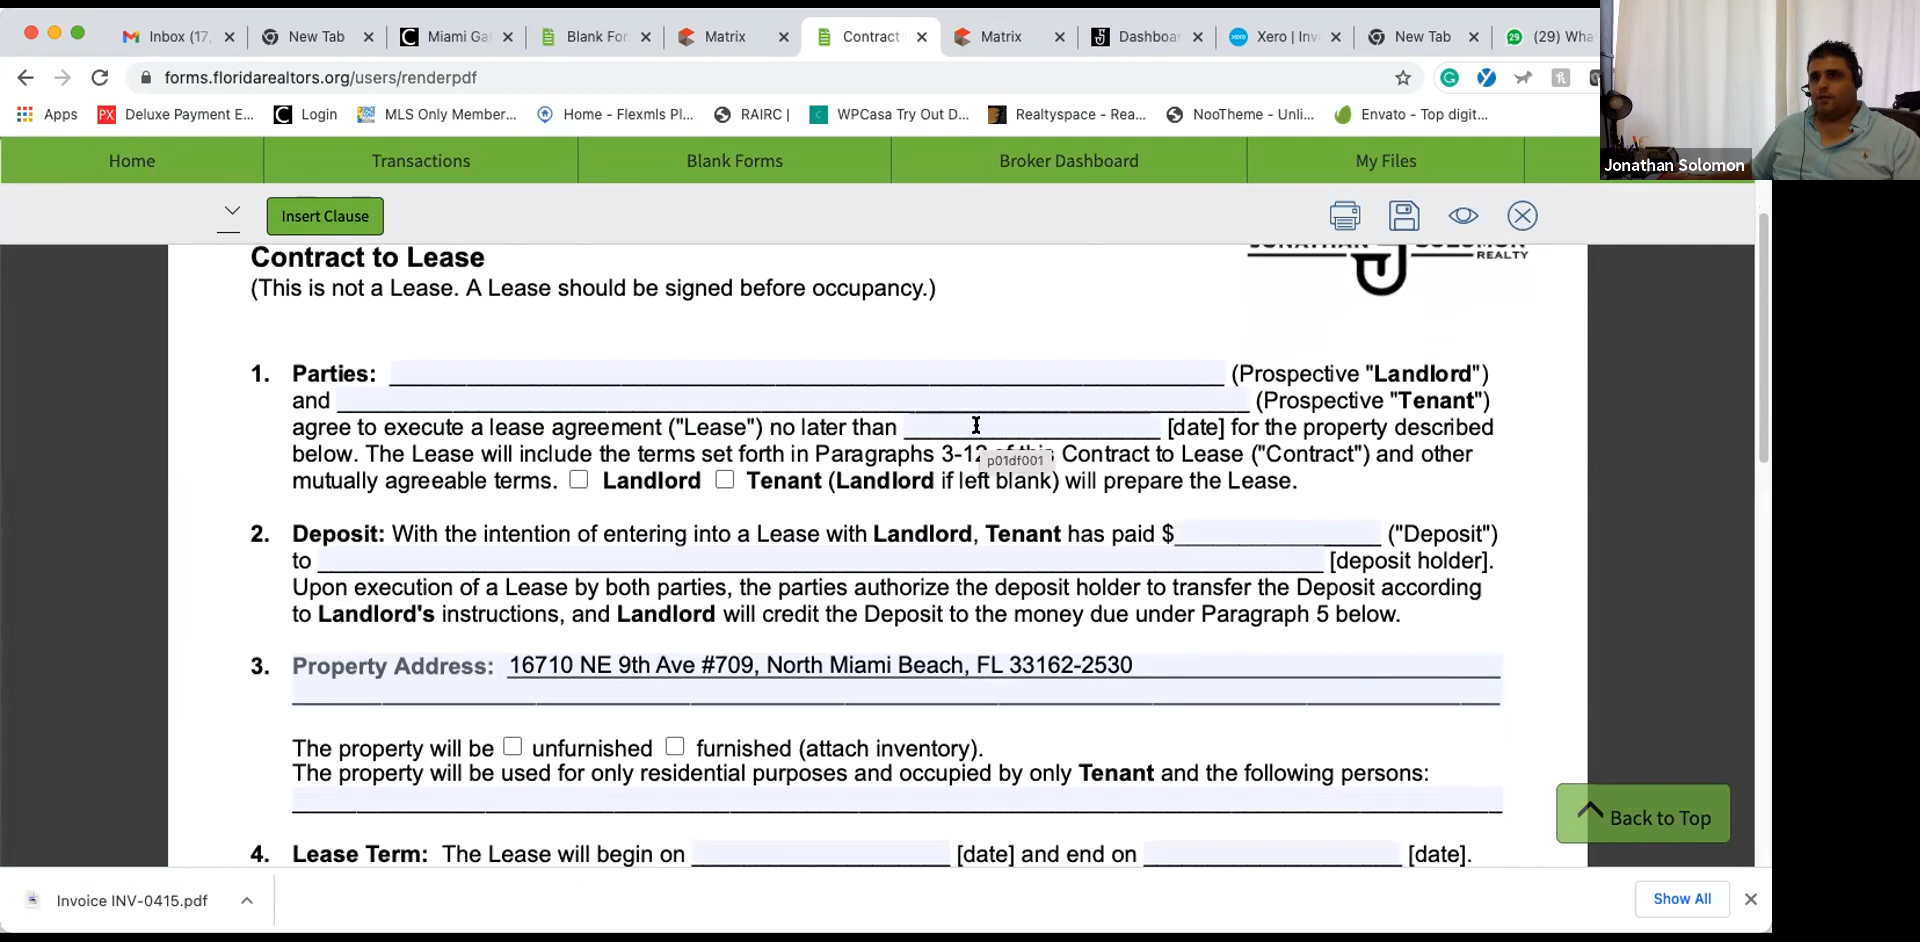 Inbox (17,
New Tab
Miami Ga
Blank For
Matrix
Contract
Matrix
Dashboar
Xero | Inv
New Tab
(29) Wha
forms.floridarealtors.org/users/renderpdf
Apps
Deluxe Payment E...
Login
MLS Only Member...
Home - Flexmls Pl...
RAIRC |
WPCasa Try Out D...
Realtyspace - Rea...
NooTheme - Unli...
Envato - Top digit...
Jonathan Solomon
Home
Transactions
Blank Forms
Broker Dashboard
My Files
Insert Clause
Contract to Lease
JONATHAN SOLOMON
REALTY
(This is not a Lease. A Lease should be signed before occupancy.)
1. Parties: (Prospective "Landlord")
and (Prospective "Tenant")
agree to execute a lease agreement ("Lease") no later than [date] for the property described
below. The Lease will include the terms set forth in Paragraphs 3-12 of this Contract to Lease ("Contract") and other
p01df001
mutually agreeable terms. Landlord Tenant (Landlord if left blank) will prepare the Lease.
2. Deposit: With the intention of entering into a Lease with Landlord, Tenant has paid $ ("Deposit")
to [deposit holder].
Upon execution of a Lease by both parties, the parties authorize the deposit holder to transfer the Deposit according
to Landlord's instructions, and Landlord will credit the Deposit to the money due under Paragraph 5 below.
3. Property Address: 16710 NE 9th Ave #709, North Miami Beach, FL 33162-2530
The property will be unfurnished furnished (attach inventory).
The property will be used for only residential purposes and occupied by only Tenant and the following persons:
Back to Top
4. Lease Term: The Lease will begin on [date] and end on [date].
Invoice INV-0415.pdf
Show All